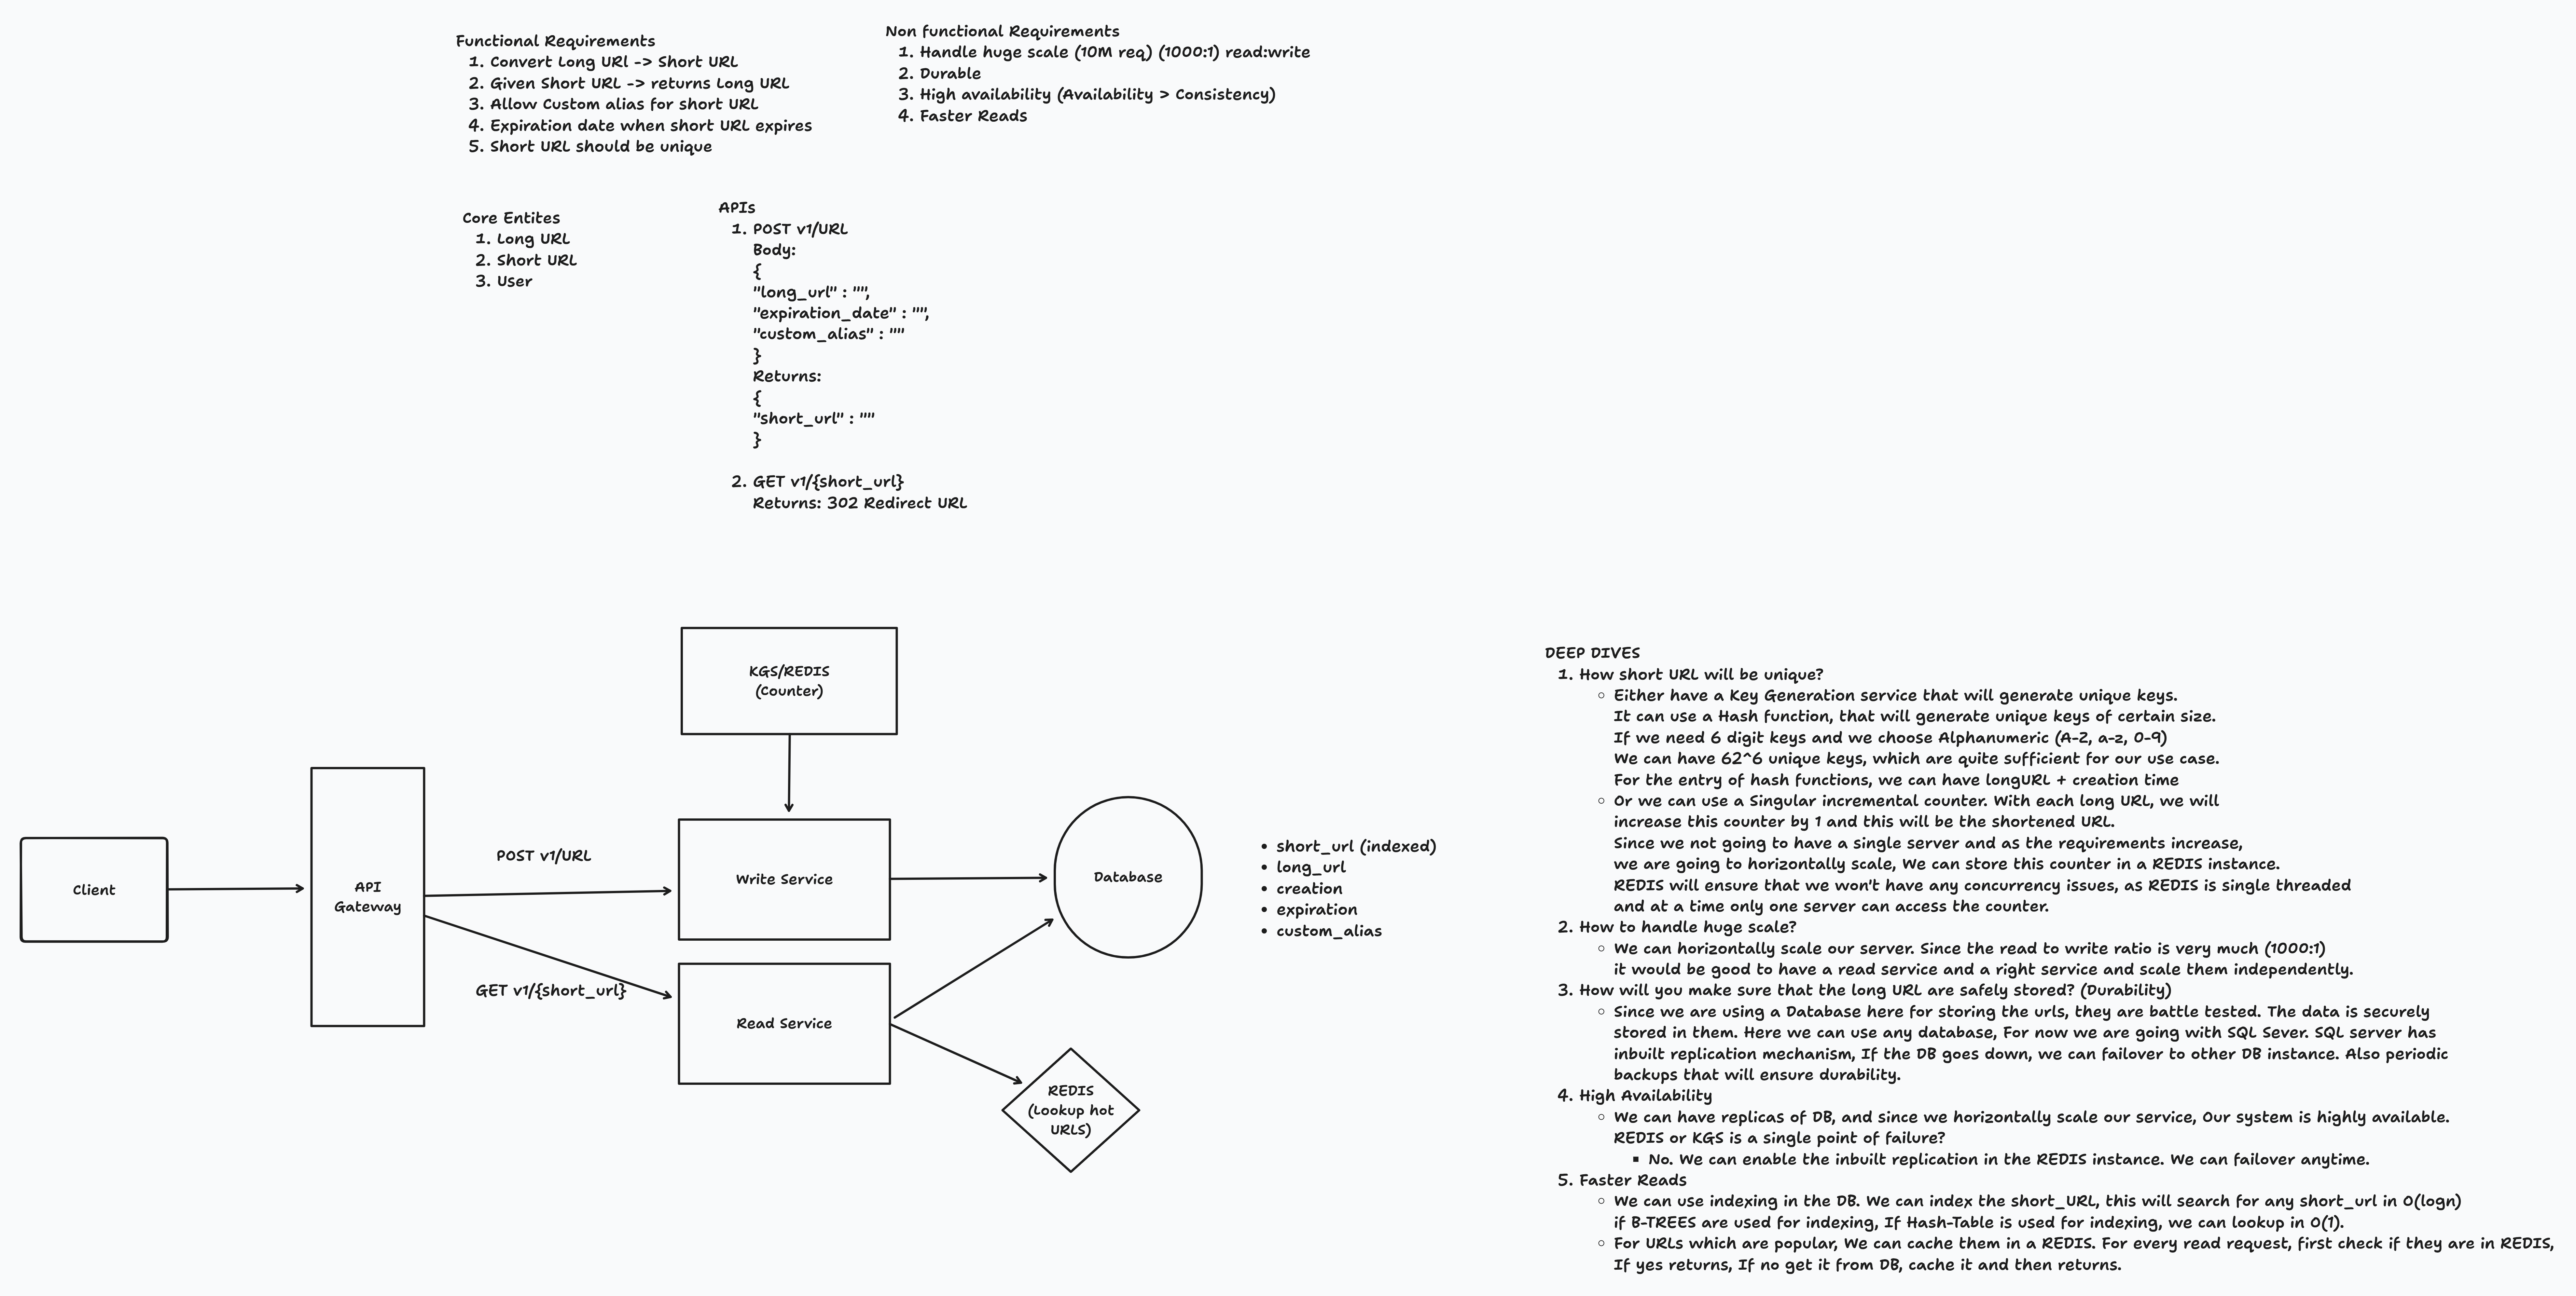 Functional Requirements
1. Convert Long URl -> Short URL
2. Given Short URL -> returns Long URL
3. Allow Custom alias for short URL
4. Expiration date when short URL expires
5. Short URL should be unique
Non functional Requirements
1. Handle huge scale (10M req) (1000:1) read:write
2. Durable
3. High availability (Availability > Consistency)
4. Faster Reads
Core Entites
1. Long URL
2. Short URL
3. User
APIs
1. POST v1/URL
Body:
{
"long_url" : "",
"expiration_date" : "",
"custom_alias" : ""
}
Returns:
{
"short_url" : ""
}
2. GET v1/{short_url}
Returns: 302 Redirect URL
KGS/REDIS
(Counter)
Client
API
Gateway
POST v1/URL
GET v1/{short_url}
Write Service
Read Service
Database
REDIS
(Lookup hot
URLS)
• short_url (indexed)
• long_url
• creation
• expiration
• custom_alias
DEEP DIVES
1. How short URL will be unique?
○ Either have a Key Generation service that will generate unique keys.
It can use a Hash function, that will generate unique keys of certain size.
If we need 6 digit keys and we choose Alphanumeric (A-Z, a-z, 0-9)
We can have 62^6 unique keys, which are quite sufficient for our use case.
For the entry of hash functions, we can have longURL + creation time
○ Or we can use a Singular incremental counter. With each long URL, we will
increase this counter by 1 and this will be the shortened URL.
Since we not going to have a single server and as the requirements increase,
we are going to horizontally scale, We can store this counter in a REDIS instance.
REDIS will ensure that we won't have any concurrency issues, as REDIS is single threaded
and at a time only one server can access the counter.
2. How to handle huge scale?
○ We can horizontally scale our server. Since the read to write ratio is very much (1000:1)
it would be good to have a read service and a right service and scale them independently.
3. How will you make sure that the long URL are safely stored? (Durability)
○ Since we are using a Database here for storing the urls, they are battle tested. The data is securely
stored in them. Here we can use any database, For now we are going with SQL Sever. SQL server has
inbuilt replication mechanism, If the DB goes down, we can failover to other DB instance. Also periodic
backups that will ensure durability.
4. High Availability
○ We can have replicas of DB, and since we horizontally scale our service, Our system is highly available.
REDIS or KGS is a single point of failure?
▪ No. We can enable the inbuilt replication in the REDIS instance. We can failover anytime.
5. Faster Reads
○ We can use indexing in the DB. We can index the short_URL, this will search for any short_url in O(logn)
if B-TREES are used for indexing, If Hash-Table is used for indexing, we can lookup in O(1).
○ For URLs which are popular, We can cache them in a REDIS. For every read request, first check if they are in REDIS,
If yes returns, If no get it from DB, cache it and then returns.